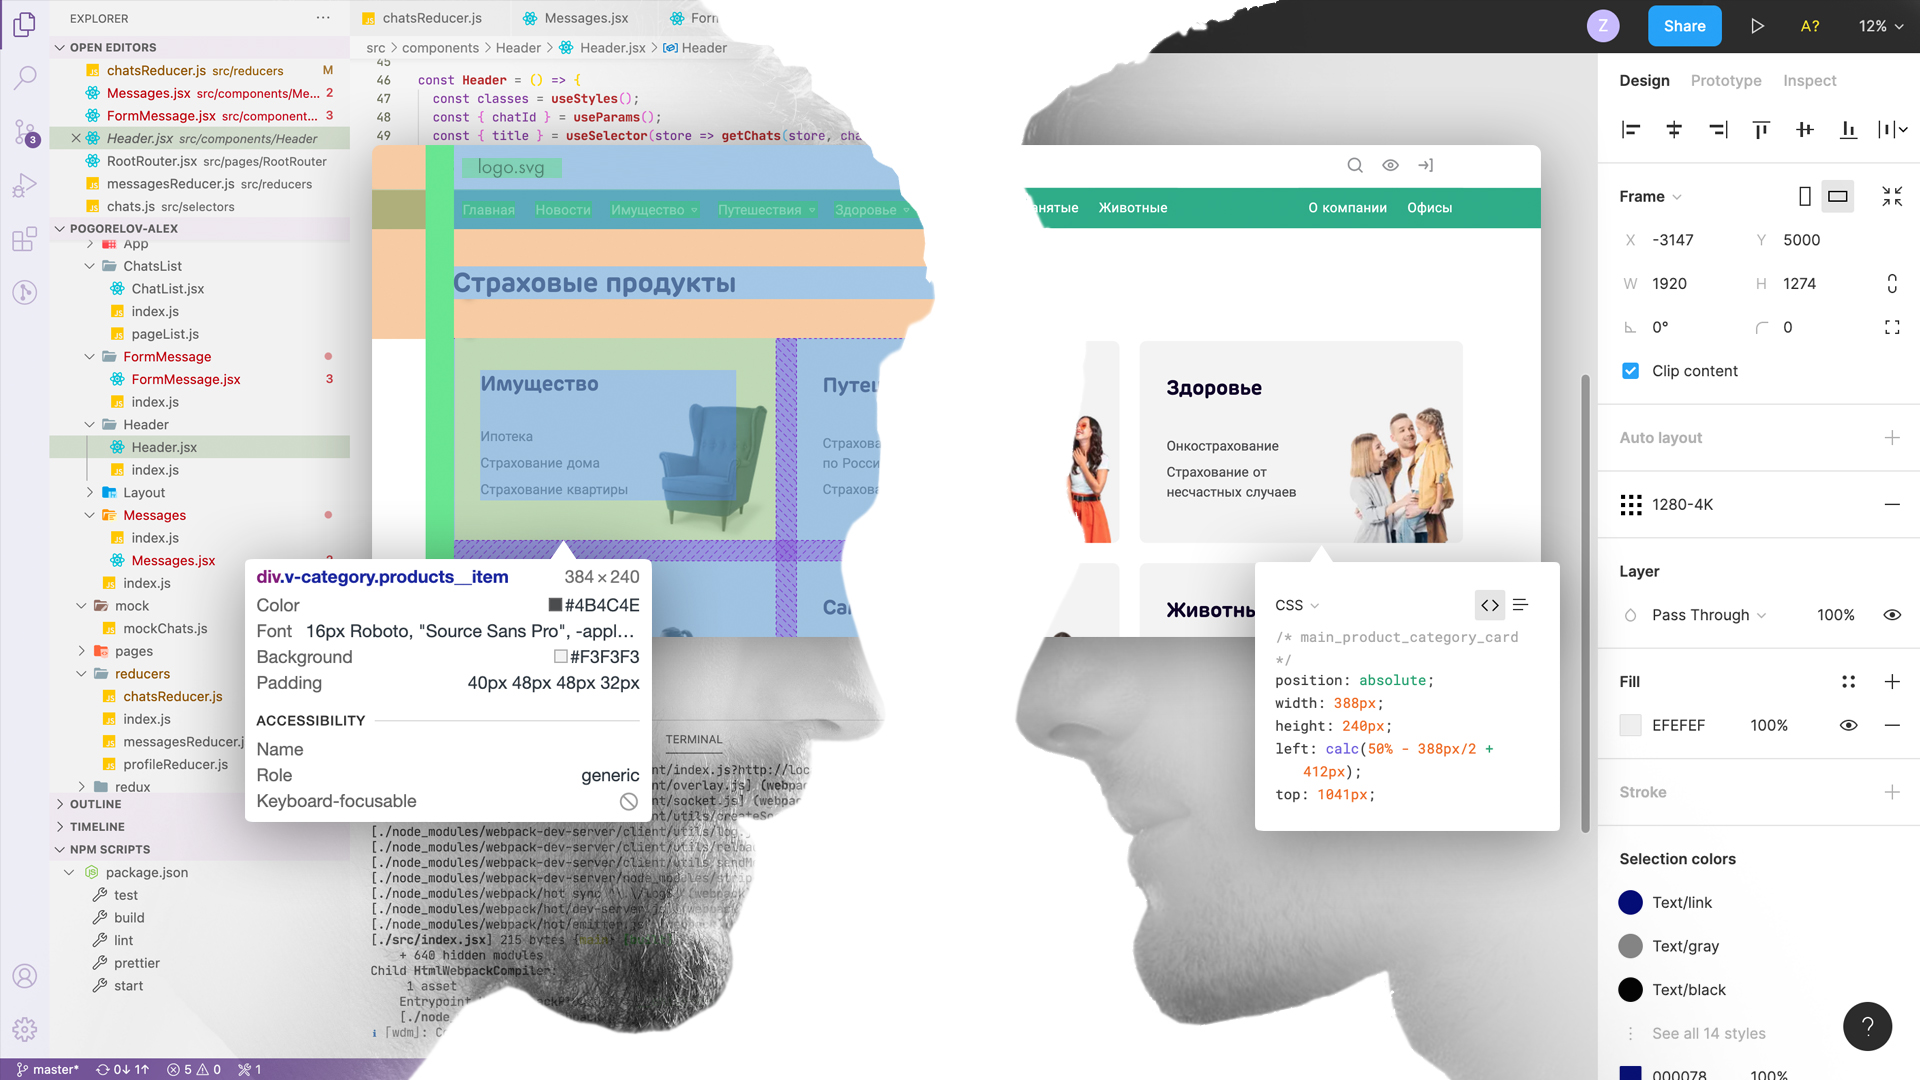 EXPLORER
OPEN EDITORS
chatsReducer.js src/reducers M
Messages.jsx src/components/Me... 2
FormMessage.jsx src/component... 3
Header.jsx src/components/Header
RootRouter.jsx src/pages/RootRouter
messagesReducer.js src/reducers
chats.js src/selectors
3
POGORELOV-ALEX
App
ChatsList
ChatList.jsx
index.js
pageList.js
FormMessage
FormMessage.jsx 3
index.js
Header
Header.jsx
index.js
Layout
Messages
index.js
Messages.jsx
index.js
mock
mockChats.js
pages
reducers
chatsReducer.js
index.js
messagesReducer.j
profileReducer.js
redux
OUTLINE
TIMELINE
NPM SCRIPTS
package.json
test
build
lint
prettier
start
master* 0↓ 1↑ 5 0 1
chatsReducer.js Messages.jsx Form
src > components > Header > Header.jsx > Header
45
46 const Header = () => {
47 const classes = useStyles();
48 const { chatId } = useParams();
49 const { title } = useSelector(store => getChats(store, cha
logo.svg
Главная Новости Имущество Путешествия Здоровье
Страховые продукты
Имущество
Ипотека
Страхование дома
Страхование квартиры
Путеш
Страхова
по Росси
Страхова
div.v-category.products__item 384 × 240
Color #4B4C4E
Font 16px Roboto, "Source Sans Pro", -appl...
Background #F3F3F3
Padding 40px 48px 48px 32px
ACCESSIBILITY
Name
Role generic
Keyboard-focusable
TERMINAL
nt/index.js?http://loc
nt/overlay.js] (webpac
nt/socket.js] (webpac
nt/utils/createSo
[./node_modules/webpack-dev-server/client/utils/log.
[./node_modules/webpack-dev-server/client/utils/reloa
[./node_modules/webpack-dev-server/client/utils/sendM
[./node_modules/webpack-dev-server/node_modules/strip
[./node_modules/webpack/hot sync
[./node_modules/webpack/hot/dev-server.js] (webpack
[./node_modules/webpack/hot/emitter.js]
[./src/index.jsx] 215 bytes {main}
+ 640 hidden modules
Child HtmlWebpackCompiler:
1 asset
Entrypoint
[./node_
i ｢wdm｣: Co
Z Share A? 12%
нятые Животные О компании Офисы
Здоровье
Онкострахование
Страхование от
несчастных случаев
Животны
CSS
/* main_product_category_card
*/
position: absolute;
width: 388px;
height: 240px;
left: calc(50% - 388px/2 +
412px);
top: 1041px;
Design Prototype Inspect
Frame
X -3147 Y 5000
W 1920 H 1274
0° 0
Clip content
Auto layout
1280-4K
Layer
Pass Through 100%
Fill
EFEFEF 100%
Stroke
Selection colors
Text/link
Text/gray
Text/black
See all 14 styles
000078 100%
?